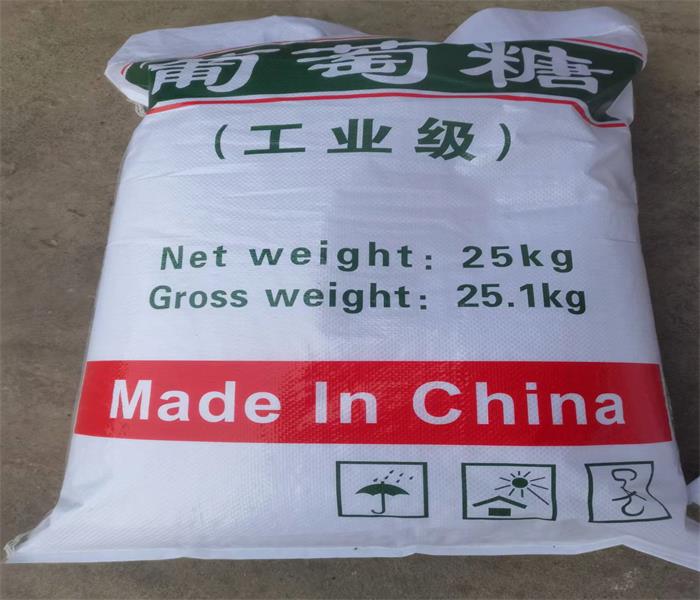 葡萄糖
（工业级）
Net weight: 25kg
Gross weight: 25.1kg
Made In China